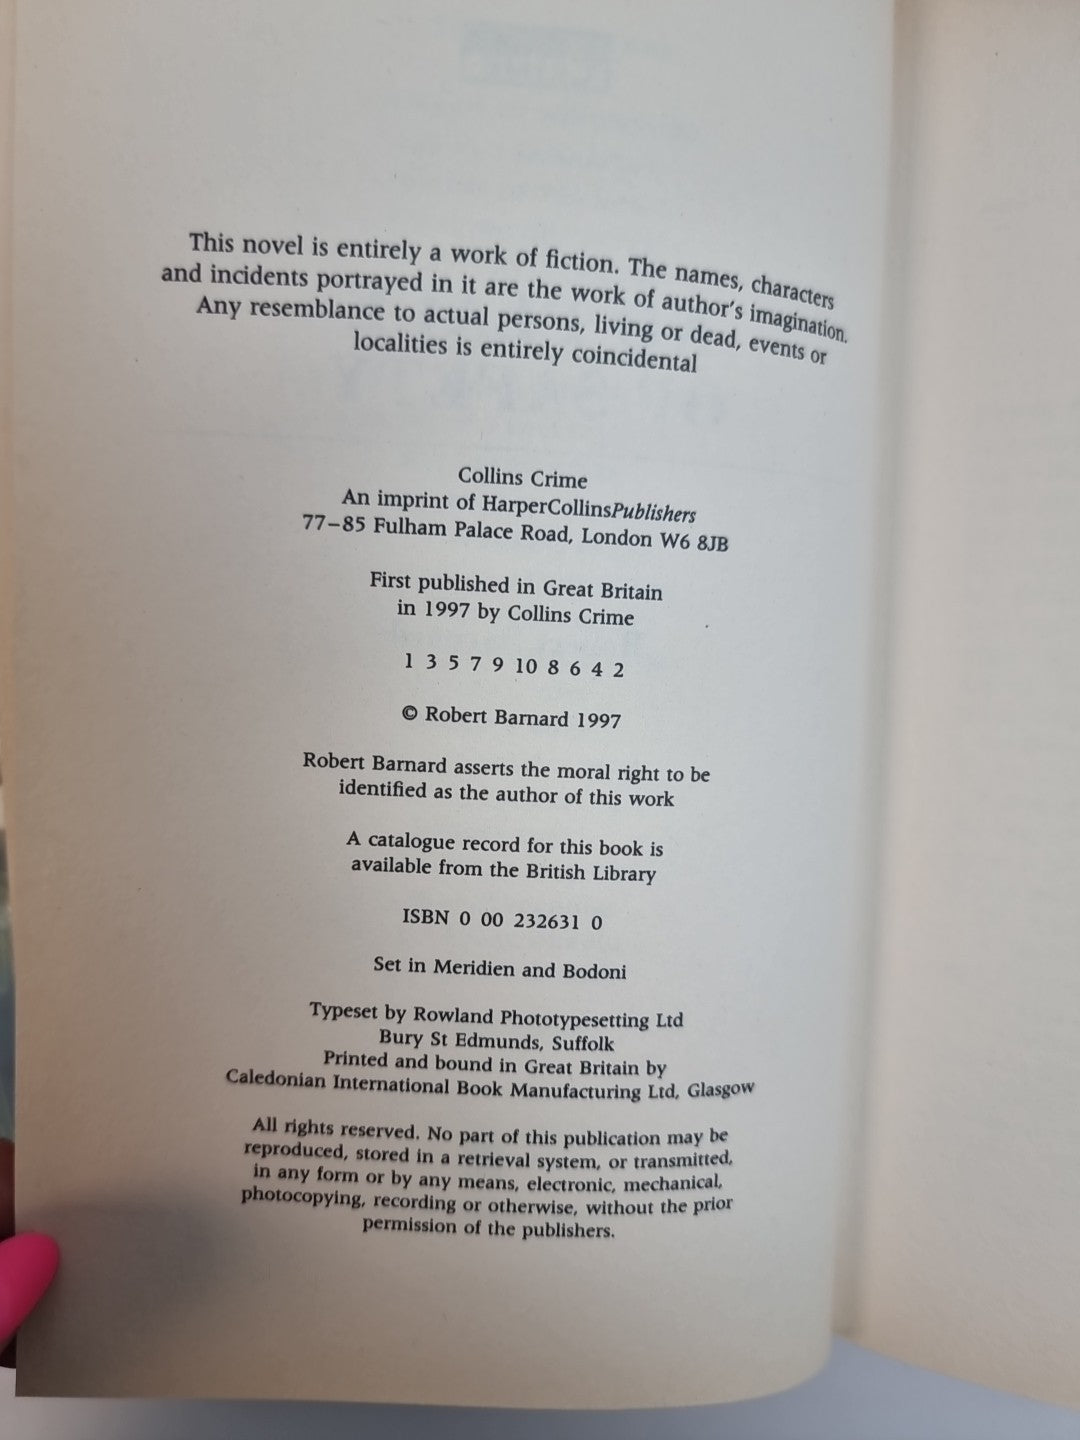 This novel is entirely a work of fiction. The names, characters
and incidents portrayed in it are the work of author's imagination.
Any resemblance to actual persons, living or dead, events or
localities is entirely coincidental
Collins Crime
An imprint of HarperCollinsPublishers
77–85 Fulham Palace Road, London W6 8JB
First published in Great Britain
in 1997 by Collins Crime
1 3 5 7 9 10 8 6 4 2
© Robert Barnard 1997
Robert Barnard asserts the moral right to be
identified as the author of this work
A catalogue record for this book is
available from the British Library
ISBN 0 00 232631 0
Set in Meridien and Bodoni
Typeset by Rowland Phototypesetting Ltd
Bury St Edmunds, Suffolk
Printed and bound in Great Britain by
Caledonian International Book Manufacturing Ltd, Glasgow
All rights reserved. No part of this publication may be
reproduced, stored in a retrieval system, or transmitted,
in any form or by any means, electronic, mechanical,
photocopying, recording or otherwise, without the prior
permission of the publishers.